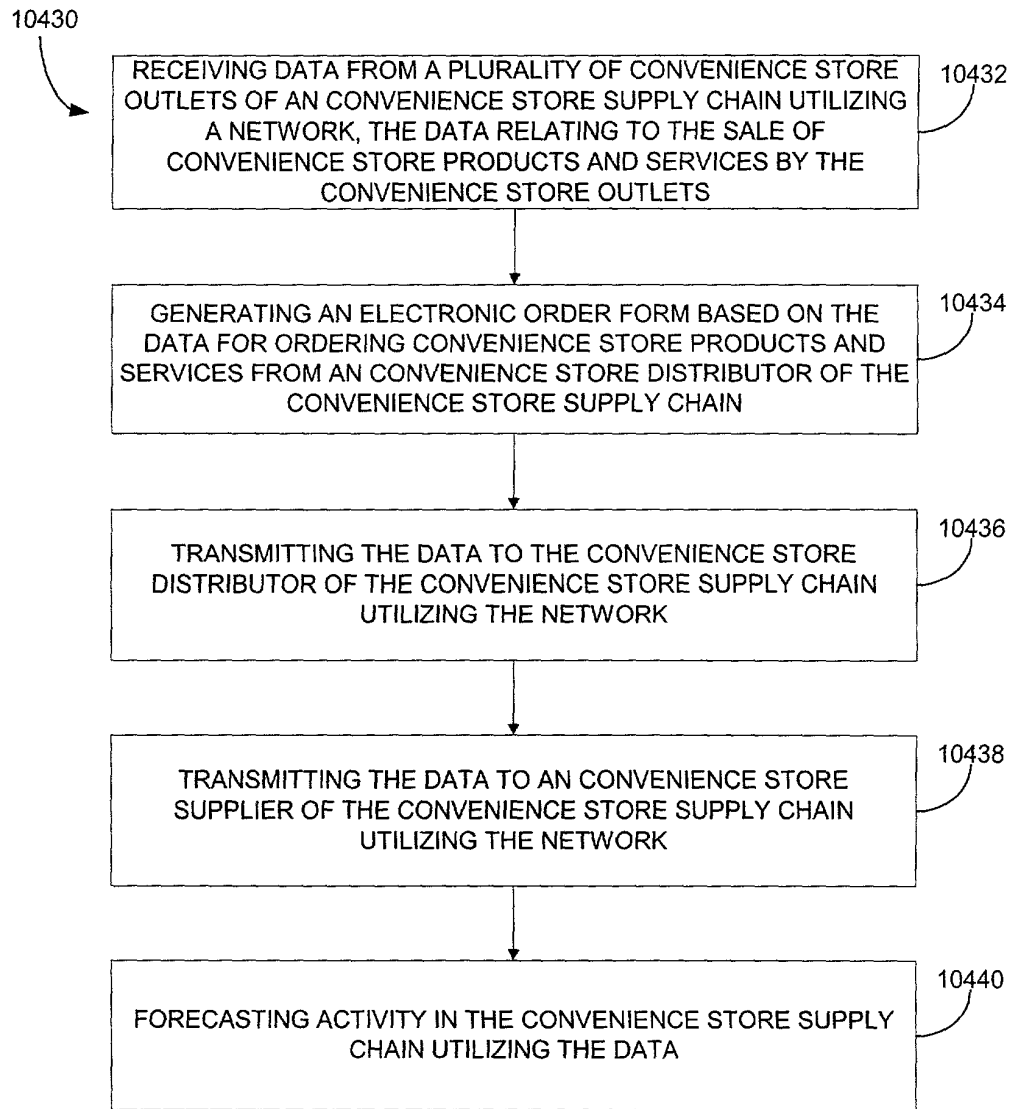 10430
RECEIVING DATA FROM A PLURALITY OF CONVENIENCE STORE
OUTLETS OF AN CONVENIENCE STORE SUPPLY CHAIN UTILIZING
A NETWORK, THE DATA RELATING TO THE SALE OF
CONVENIENCE STORE PRODUCTS AND SERVICES BY THE
CONVENIENCE STORE OUTLETS
10432
GENERATING AN ELECTRONIC ORDER FORM BASED ON THE
DATA FOR ORDERING CONVENIENCE STORE PRODUCTS AND
SERVICES FROM AN CONVENIENCE STORE DISTRIBUTOR OF THE
CONVENIENCE STORE SUPPLY CHAIN
10434
TRANSMITTING THE DATA TO THE CONVENIENCE STORE
DISTRIBUTOR OF THE CONVENIENCE STORE SUPPLY CHAIN
UTILIZING THE NETWORK
10436
TRANSMITTING THE DATA TO AN CONVENIENCE STORE
SUPPLIER OF THE CONVENIENCE STORE SUPPLY CHAIN
UTILIZING THE NETWORK
10438
FORECASTING ACTIVITY IN THE CONVENIENCE STORE SUPPLY
CHAIN UTILIZING THE DATA
10440